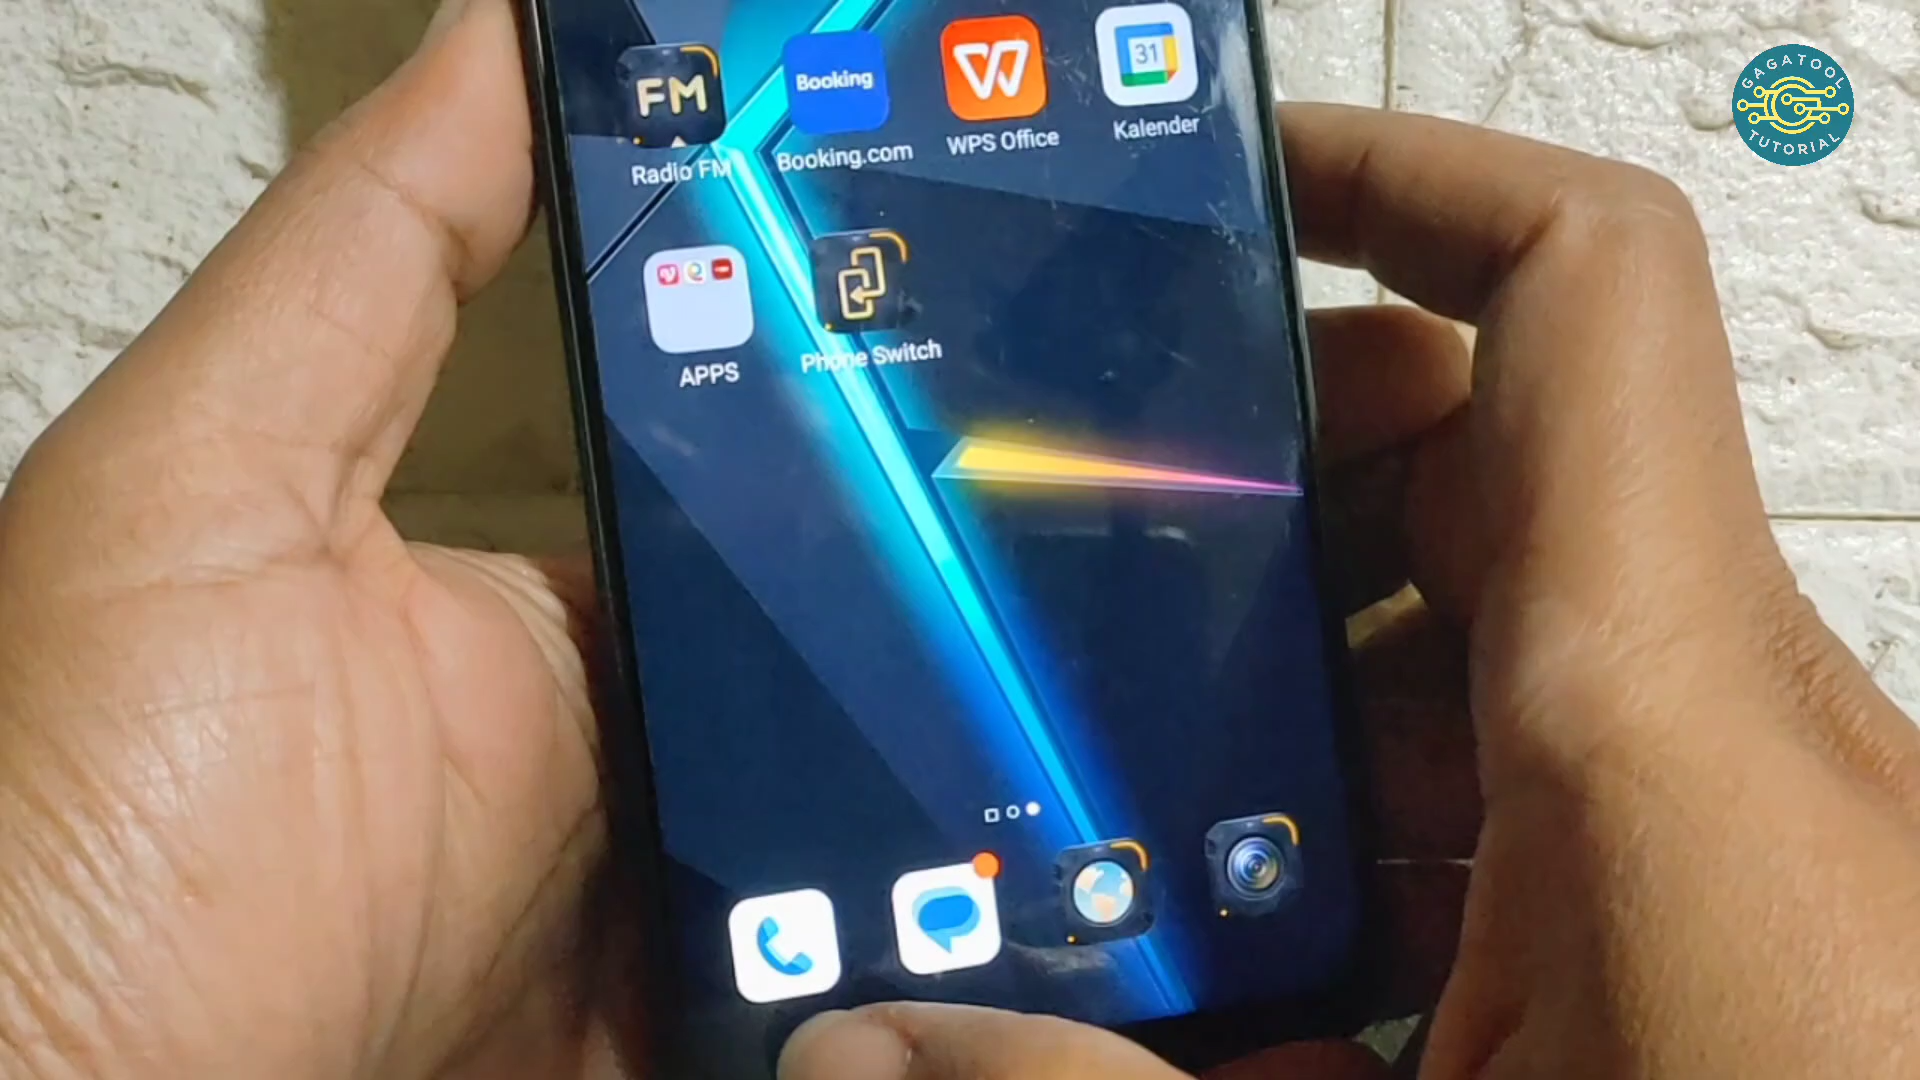 GAGATOOL
TUTORIAL
FM
Booking
31
Radio FM
Booking.com
WPS Office
Kalender
APPS
Phone Switch